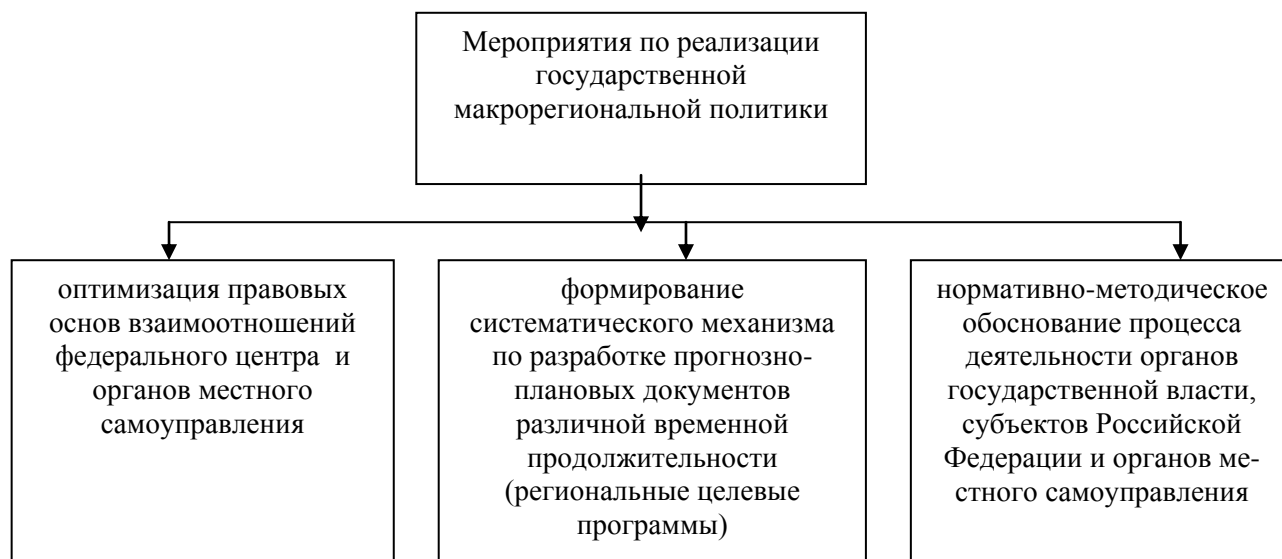 Мероприятия по реализации
государственной
макрорегиональной политики
оптимизация правовых
основ взаимоотношений
федерального центра и
органов местного
самоуправления
формирование
систематического механизма
по разработке прогнозно-
плановых документов
различной временной
продолжительности
(региональные целевые
программы)
нормативно-методическое
обоснование процесса
деятельности органов
государственной власти,
субъектов Российской
Федерации и органов ме-
стного самоуправления